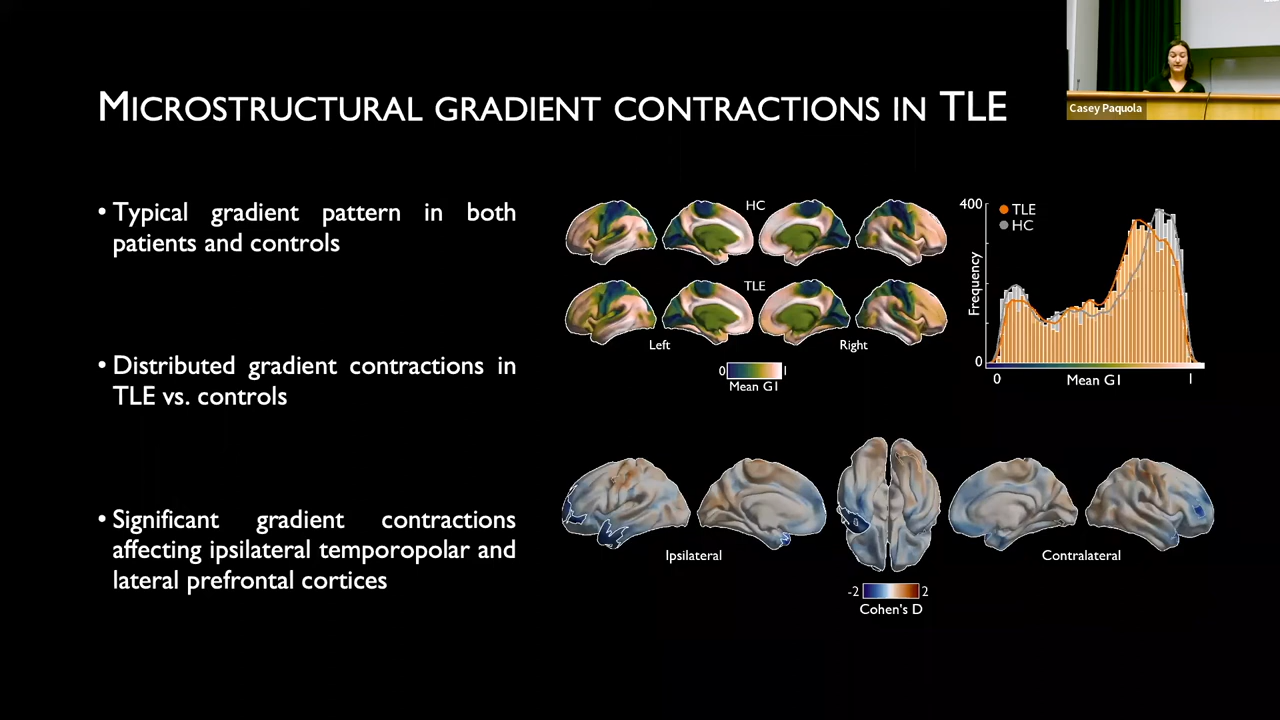 MICROSTRUCTURAL GRADIENT CONTRACTIONS IN TLE
Casey Paquola
• Typical gradient pattern in both
patients and controls
• Distributed gradient contractions in
TLE vs. controls
• Significant gradient contractions
affecting ipsilateral temporopolar and
lateral prefrontal cortices
HC
TLE
Left
Right
0
1
Mean G1
400
TLE
HC
Frequency
0
0
Mean G1
1
Ipsilateral
Contralateral
-2
2
Cohen's D